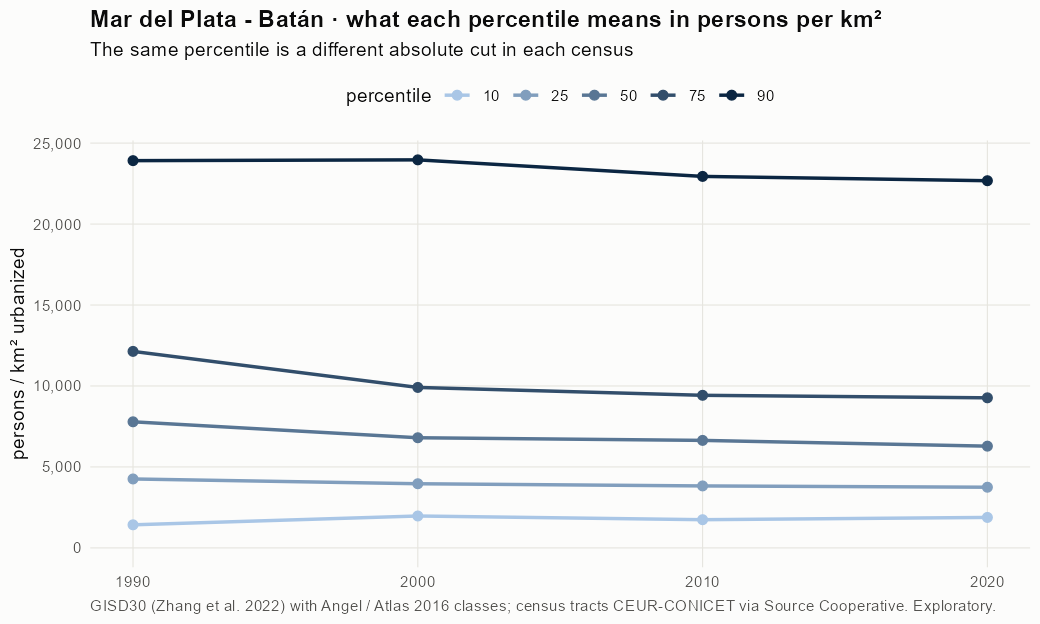 Mar del Plata - Batán · what each percentile means in persons per km²
The same percentile is a different absolute cut in each census
percentile 10 25 50 75 90
persons / km² urbanized
25,000
20,000
15,000
10,000
5,000
0
1990 2000 2010 2020
GISD30 (Zhang et al. 2022) with Angel / Atlas 2016 classes; census tracts CEUR-CONICET via Source Cooperative. Exploratory.